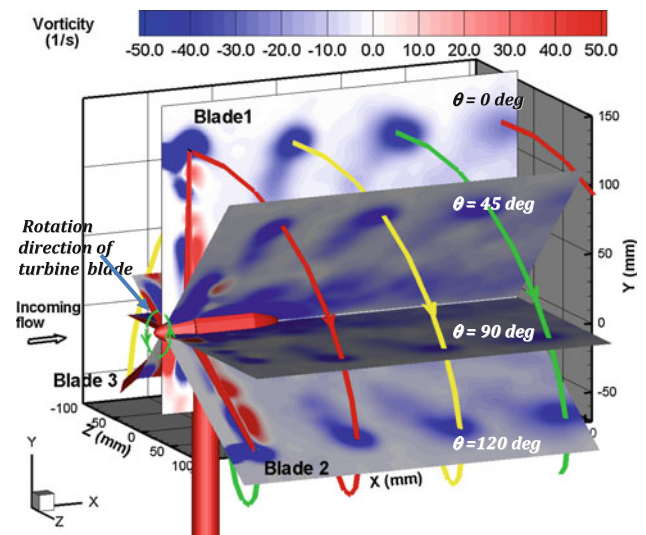 Vorticity
(1/s)
-50.0 -40.0 -30.0 -20.0 -10.0 0.0 10.0 20.0 30.0 40.0 50.0
θ = 0 deg
Blade1
150
θ = 45 deg
100
Rotation
direction of
turbine blade
50
Y (mm)
Incoming
flow
0
θ = 90 deg
Blade 3
-50
-100
-50
0
50
100
Z (mm)
θ =120 deg
Blade 2
X (mm)
0
Y
X
Z